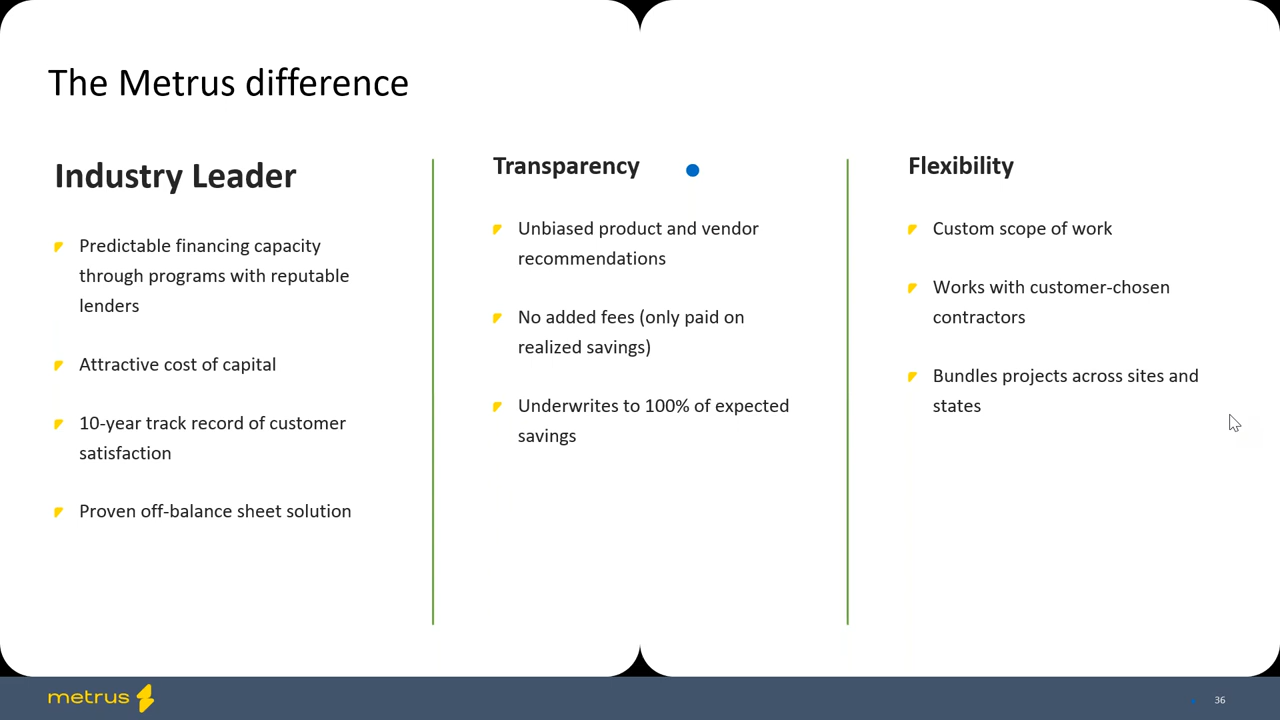 The Metrus difference
Industry Leader
Predictable financing capacity
through programs with reputable
lenders
Attractive cost of capital
10-year track record of customer
satisfaction
Proven off-balance sheet solution
Transparency
Unbiased product and vendor
recommendations
No added fees (only paid on
realized savings)
Underwrites to 100% of expected
savings
Flexibility
Custom scope of work
Works with customer-chosen
contractors
Bundles projects across sites and
states
metrus
36